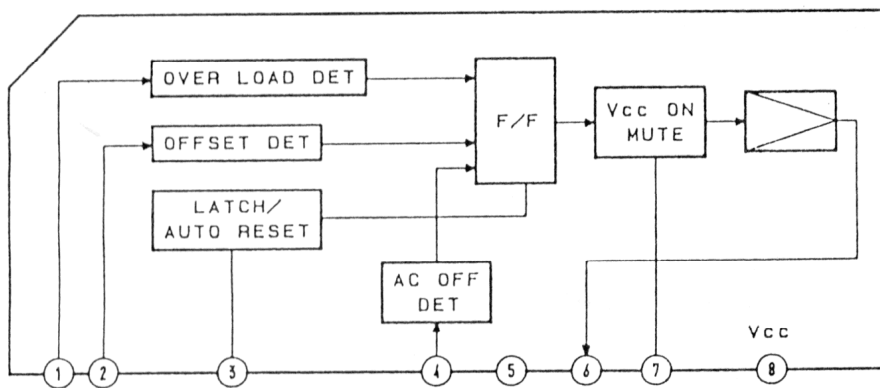 OVER LOAD DET
OFFSET DET
LATCH/
AUTO RESET
AC OFF
DET
F/F
Vcc ON
MUTE
Vcc
1 2 3 4 5 6 7 8